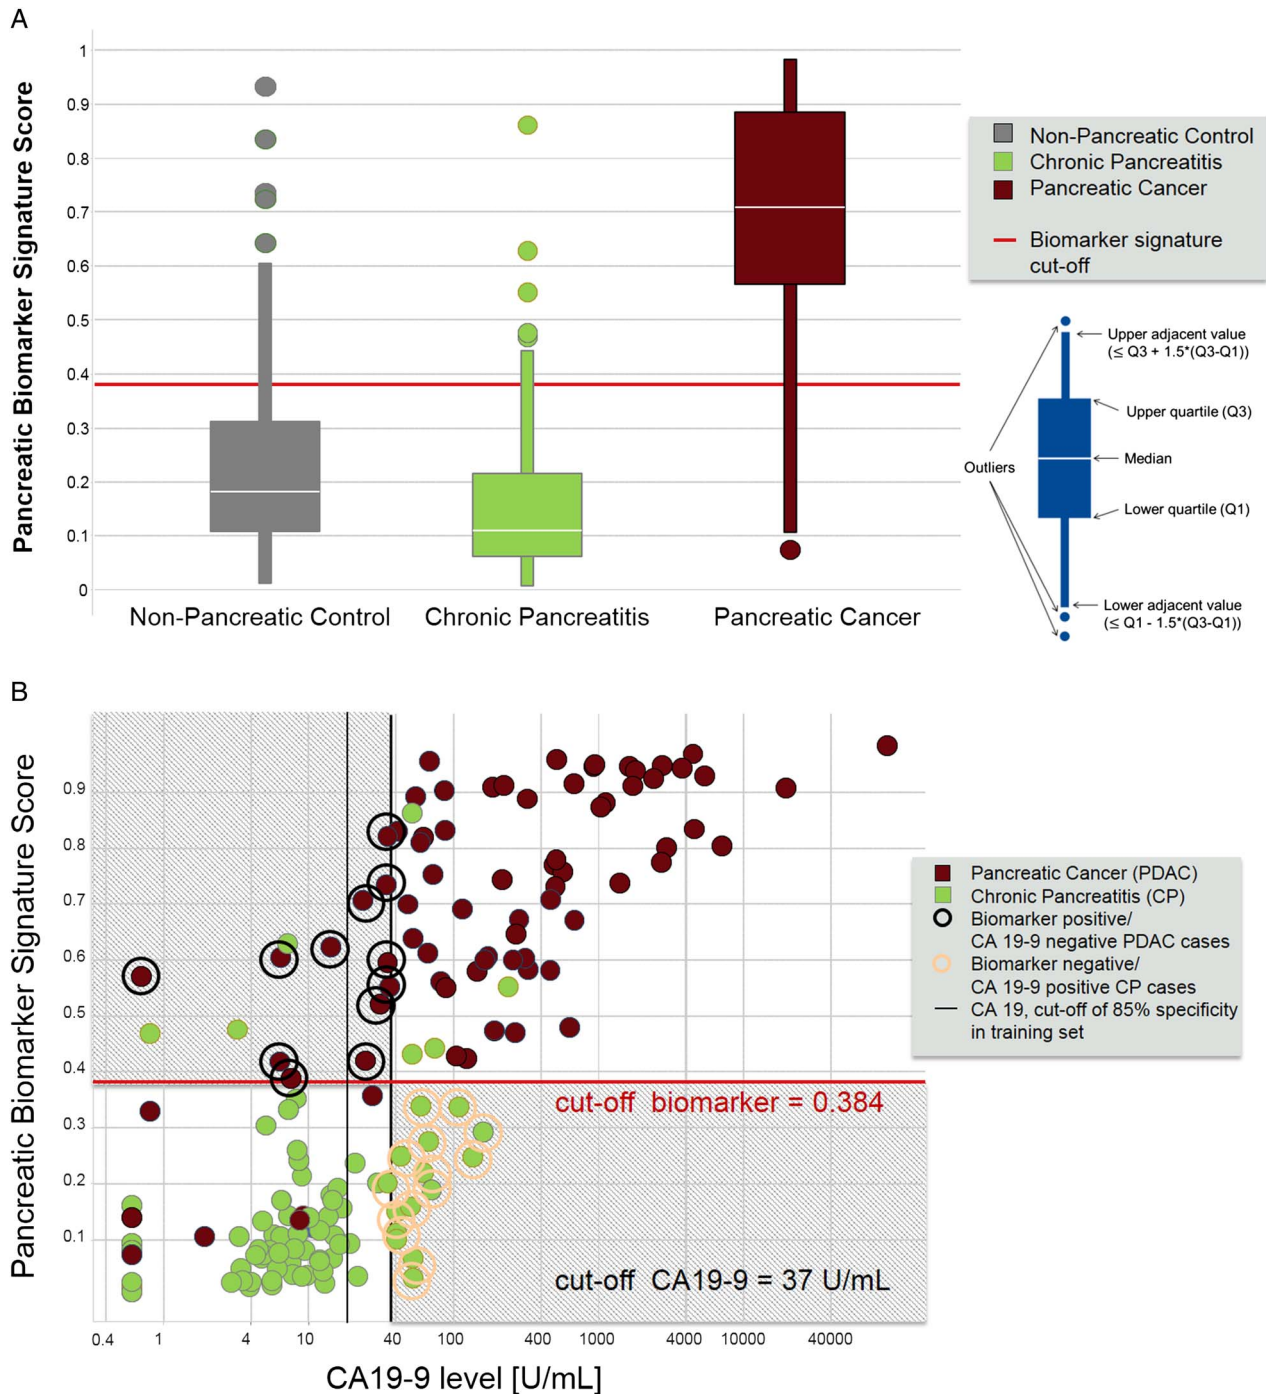 A
Pancreatic Biomarker Signature Score
1
0.9
0.8
0.7
0.6
0.5
0.4
0.3
0.2
0.1
0
Non-Pancreatic Control
Chronic Pancreatitis
Pancreatic Cancer
Non-Pancreatic Control
Chronic Pancreatitis
Pancreatic Cancer
Biomarker signature
cut-off
Upper adjacent value
(≤ Q3 + 1.5*(Q3-Q1))
Upper quartile (Q3)
Outliers
Median
Lower quartile (Q1)
Lower adjacent value
(≤ Q1 - 1.5*(Q3-Q1))
B
Pancreatic Biomarker Signature Score
0.9
0.8
0.7
0.6
0.5
0.4
0.3
0.2
0.1
cut-off biomarker = 0.384
cut-off CA19-9 = 37 U/mL
0.4
1
4
10
40
100
400
1000
4000
10000
40000
CA19-9 level [U/mL]
Pancreatic Cancer (PDAC)
Chronic Pancreatitis (CP)
Biomarker positive/
CA 19-9 negative PDAC cases
Biomarker negative/
CA 19-9 positive CP cases
CA 19, cut-off of 85% specificity
in training set